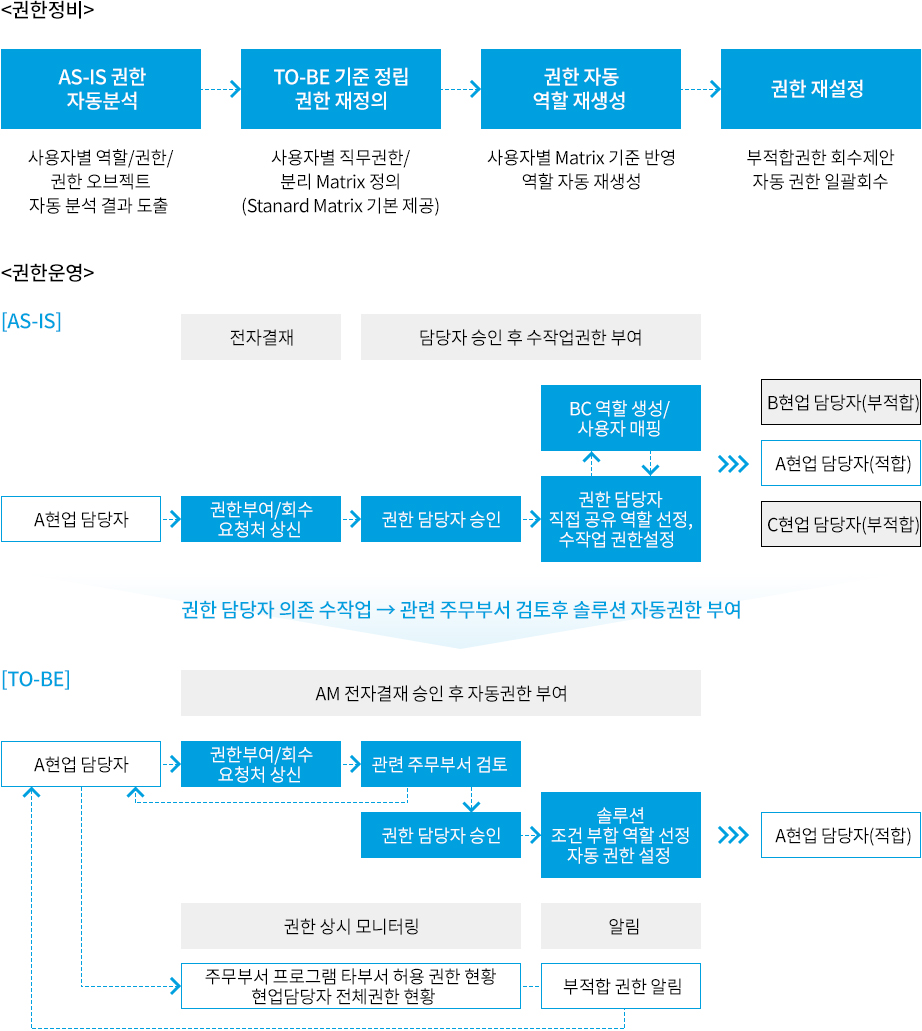 <권한정비>
AS-IS 권한
자동분석
TO-BE 기준 정립
권한 재정의
권한 자동
역할 재생성
권한 재설정
사용자별 역할/권한/
권한 오브젝트
자동 분석 결과 도출
사용자별 직무권한/
분리 Matrix 정의
(Stanard Matrix 기본 제공)
사용자별 Matrix 기준 반영
역할 자동 재생성
부적합권한 회수제안
자동 권한 일괄회수
<권한운영>
[AS-IS]
전자결재
담당자 승인 후 수작업권한 부여
BC 역할 생성/
사용자 매핑
B현업 담당자(부적합)
A현업 담당자(적합)
C현업 담당자(부적합)
A현업 담당자
권한부여/회수
요청처 상신
권한 담당자 승인
권한 담당자
직접 공유 역할 선정,
수작업 권한설정
권한 담당자 의존 수작업 → 관련 주무부서 검토후 솔루션 자동권한 부여
[TO-BE]
AM 전자결재 승인 후 자동권한 부여
A현업 담당자
권한부여/회수
요청처 상신
관련 주무부서 검토
권한 담당자 승인
솔루션
조건 부합 역할 선정
자동 권한 설정
A현업 담당자(적합)
권한 상시 모니터링
알림
주무부서 프로그램 타부서 허용 권한 현황
현업담당자 전체권한 현황
부적합 권한 알림